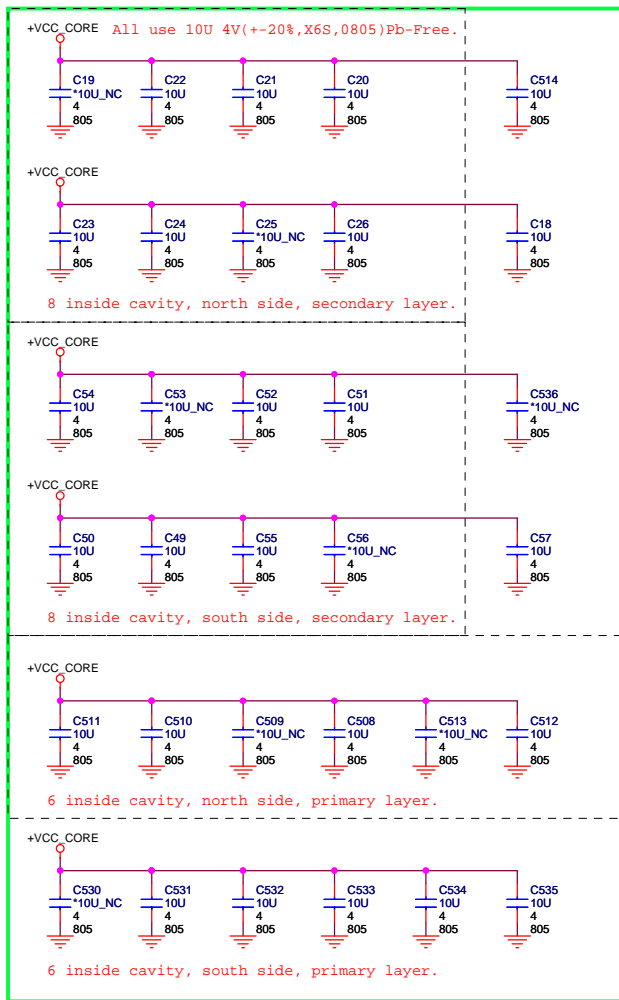 +VCC_CORE All use 10U 4V(+-20%,X6S,0805)Pb-Free.
C19 C22 C21 C20 C514
*10U_NC 10U 10U 10U 10U
4 4 4 4 4
805 805 805 805 805
+VCC_CORE
C23 C24 C25 C26 C18
10U 10U *10U_NC 10U 10U
4 4 4 4 4
805 805 805 805 805
8 inside cavity, north side, secondary layer.
+VCC_CORE
C54 C53 C52 C51 C536
10U *10U_NC 10U 10U *10U_NC
4 4 4 4 4
805 805 805 805 805
+VCC_CORE
C50 C49 C55 C56 C57
10U 10U 10U *10U_NC 10U
4 4 4 4 4
805 805 805 805 805
8 inside cavity, south side, secondary layer.
+VCC_CORE
C511 C510 C509 C508 C513 C512
10U 10U *10U_NC 10U *10U_NC 10U
4 4 4 4 4 4
805 805 805 805 805 805
6 inside cavity, north side, primary layer.
+VCC_CORE
C530 C531 C532 C533 C534 C535
*10U_NC 10U 10U 10U 10U 10U
4 4 4 4 4 4
805 805 805 805 805 805
6 inside cavity, south side, primary layer.